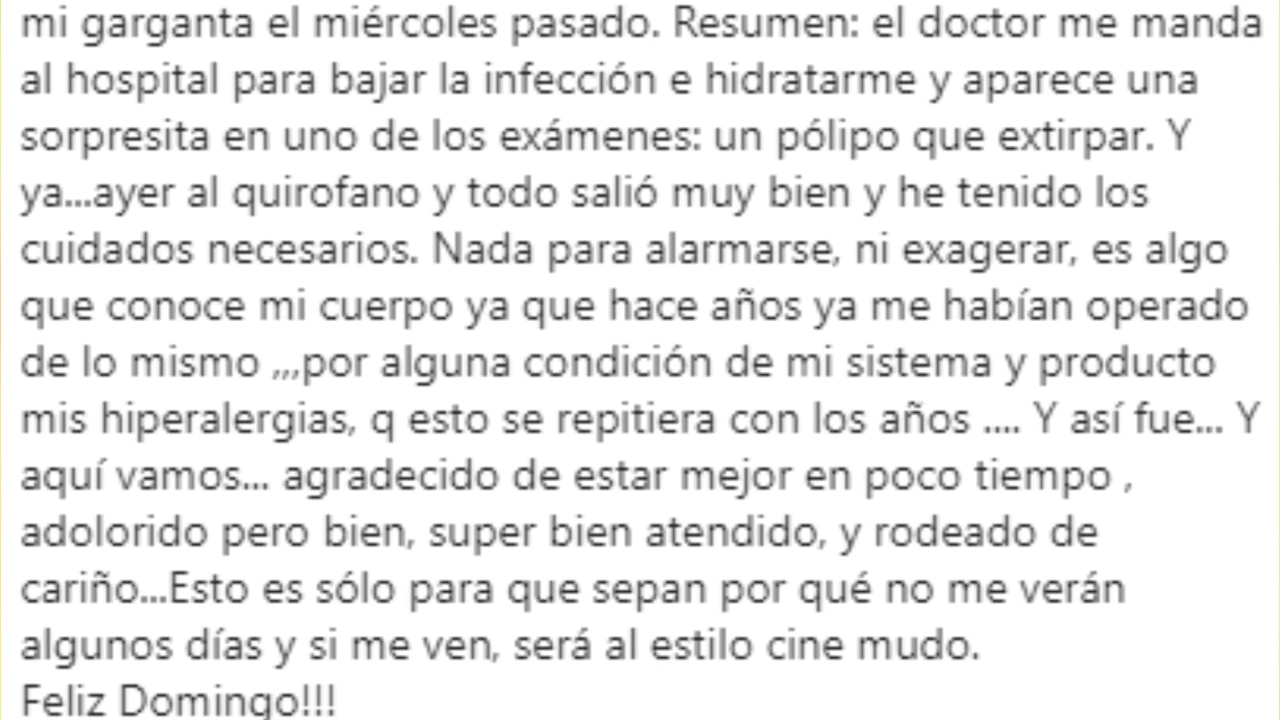 mi garganta el miércoles pasado. Resumen: el doctor me manda
al hospital para bajar la infección e hidratarme y aparece una
sorpresita en uno de los exámenes: un pólipo que extirpar. Y
ya...ayer al quirofano y todo salió muy bien y he tenido los
cuidados necesarios. Nada para alarmarse, ni exagerar, es algo
que conoce mi cuerpo ya que hace años ya me habían operado
de lo mismo ,,,por alguna condición de mi sistema y producto
mis hiperalergias, q esto se repitiera con los años .... Y así fue... Y
aquí vamos... agradecido de estar mejor en poco tiempo ,
adolorido pero bien, super bien atendido, y rodeado de
cariño...Esto es sólo para que sepan por qué no me verán
algunos días y si me ven, será al estilo cine mudo.
Feliz Domingo!!!